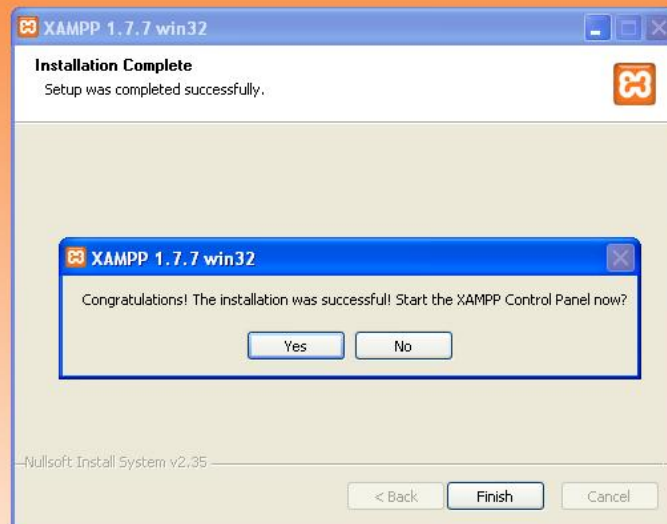 XAMPP 1.7.7 win32
Installation Complete
Setup was completed successfully.
XAMPP 1.7.7 win32
Congratulations! The installation was successful! Start the XAMPP Control Panel now?
Yes No
Nullsoft Install System v2.35
< Back Finish Cancel